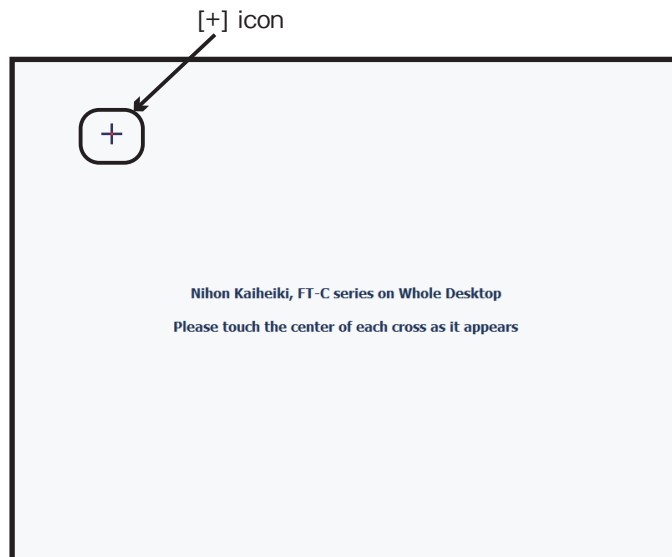 [+] icon
Nihon Kaiheiki, FT-C series on Whole Desktop
Please touch the center of each cross as it appears